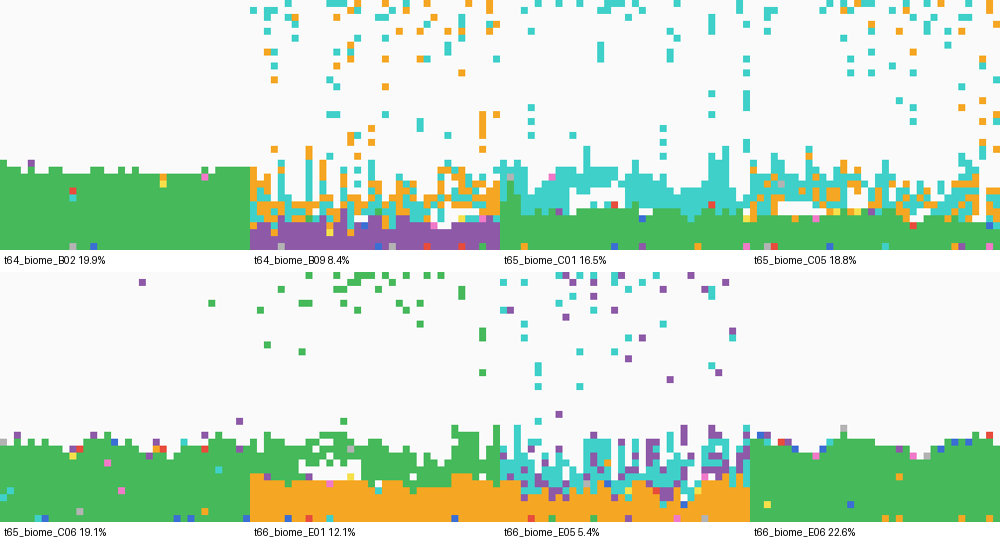 t64_biome_B02 19.9%
t64_biome_B09 8.4%
t65_biome_C01 16.5%
t65_biome_C05 18.8%
t65_biome_C06 19.1%
t66_biome_E01 12.1%
t66_biome_E05 5.4%
t66_biome_E06 22.6%